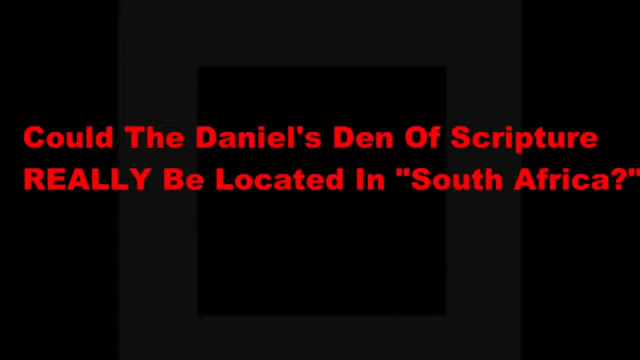 Could The Daniel's Den Of Scripture
REALLY Be Located In "South Africa?"